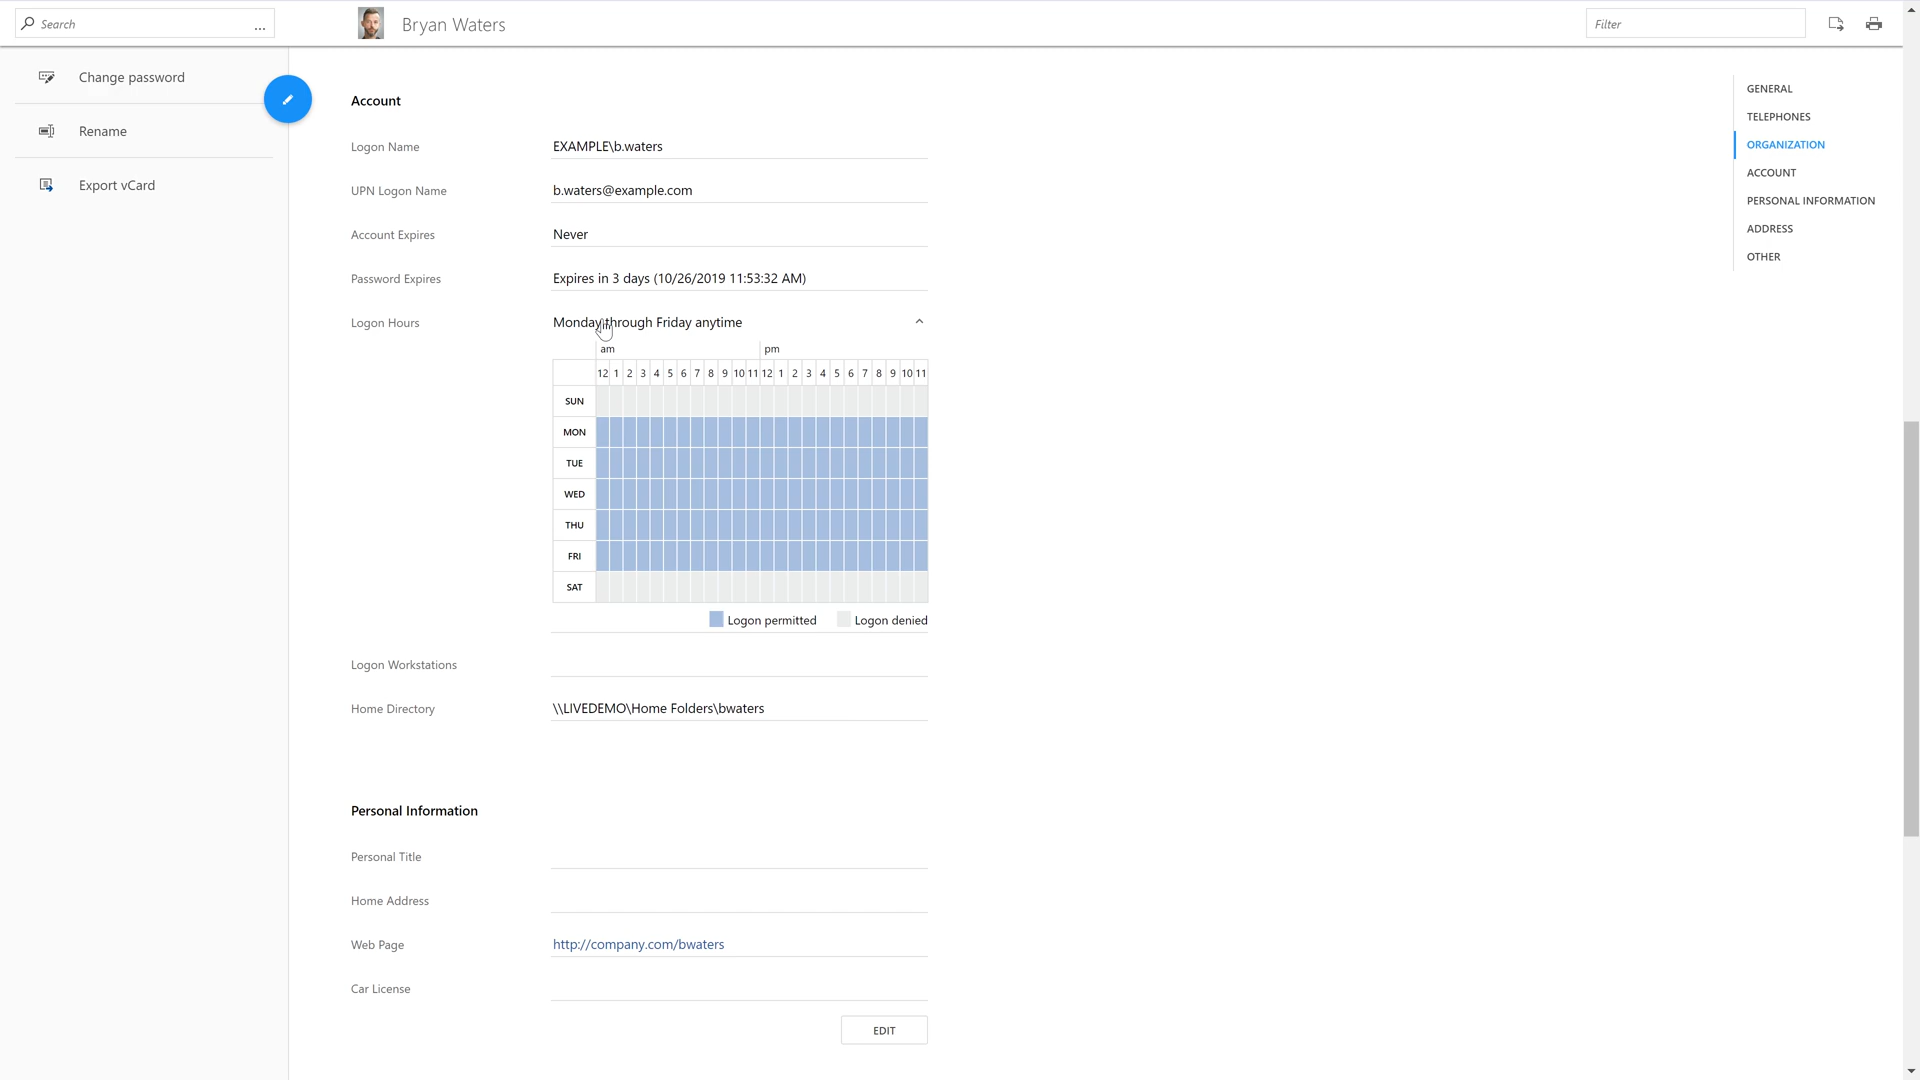 Search
...
Bryan Waters
Filter
Change password
Rename
Export vCard
Account
Logon Name
EXAMPLE\b.waters
UPN Logon Name
b.waters@example.com
Account Expires
Never
Password Expires
Expires in 3 days (10/26/2019 11:53:32 AM)
Logon Hours
Monday through Friday anytime
am pm
12 1 2 3 4 5 6 7 8 9 10 11 12 1 2 3 4 5 6 7 8 9 10 11
SUN
MON
TUE
WED
THU
FRI
SAT
Logon permitted Logon denied
Logon Workstations
Home Directory
\\LIVEDEMO\Home Folders\bwaters
Personal Information
Personal Title
Home Address
Web Page
http://company.com/bwaters
Car License
EDIT
GENERAL
TELEPHONES
ORGANIZATION
ACCOUNT
PERSONAL INFORMATION
ADDRESS
OTHER